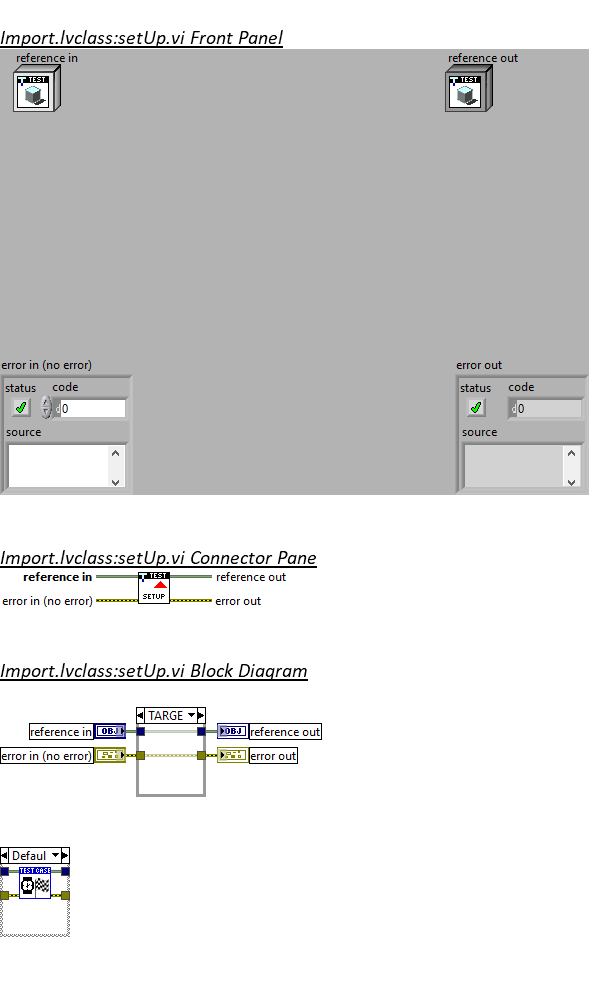 Import.lvclass:setUp.vi Front Panel
reference in
reference out
TEST
TEST
error in (no error)
error out
status code
status code
d 0
d 0
source
source
Import.lvclass:setUp.vi Connector Pane
reference in
TEST
reference out
error in (no error)
SETUP
error out
Import.lvclass:setUp.vi Block Diagram
TARGE
reference in
OBJ
OBJ
reference out
error in (no error)
error out
Defaul
TEST CASE